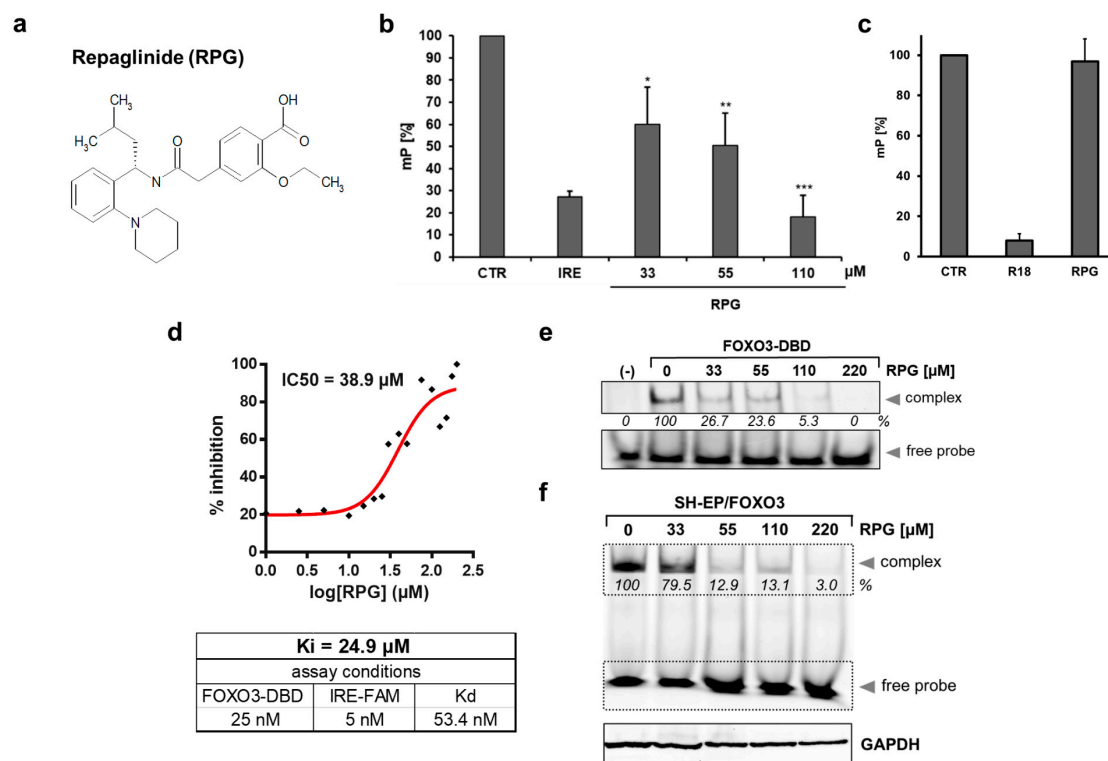 a
Repaglinide (RPG)
CH3
H3C
OH
O
O
N
H
O
CH3
N
b
mP [%]
100
90
80
70
60
50
40
30
20
10
0
*
**
***
CTR IRE 33 55 110 µM
RPG
c
mP [%]
100
80
60
40
20
0
CTR R18 RPG
d
% inhibition
100
80
60
40
20
0
IC50 = 38.9 µM
0.0 0.5 1.0 1.5 2.0 2.5
log[RPG] (µM)
Ki = 24.9 µM
assay conditions
FOXO3-DBD IRE-FAM Kd
25 nM 5 nM 53.4 nM
e
FOXO3-DBD
(-) 0 33 55 110 220 RPG [µM]
complex
0 100 26.7 23.6 5.3 0 %
free probe
f
SH-EP/FOXO3
0 33 55 110 220 RPG [µM]
complex
100 79.5 12.9 13.1 3.0 %
free probe
GAPDH